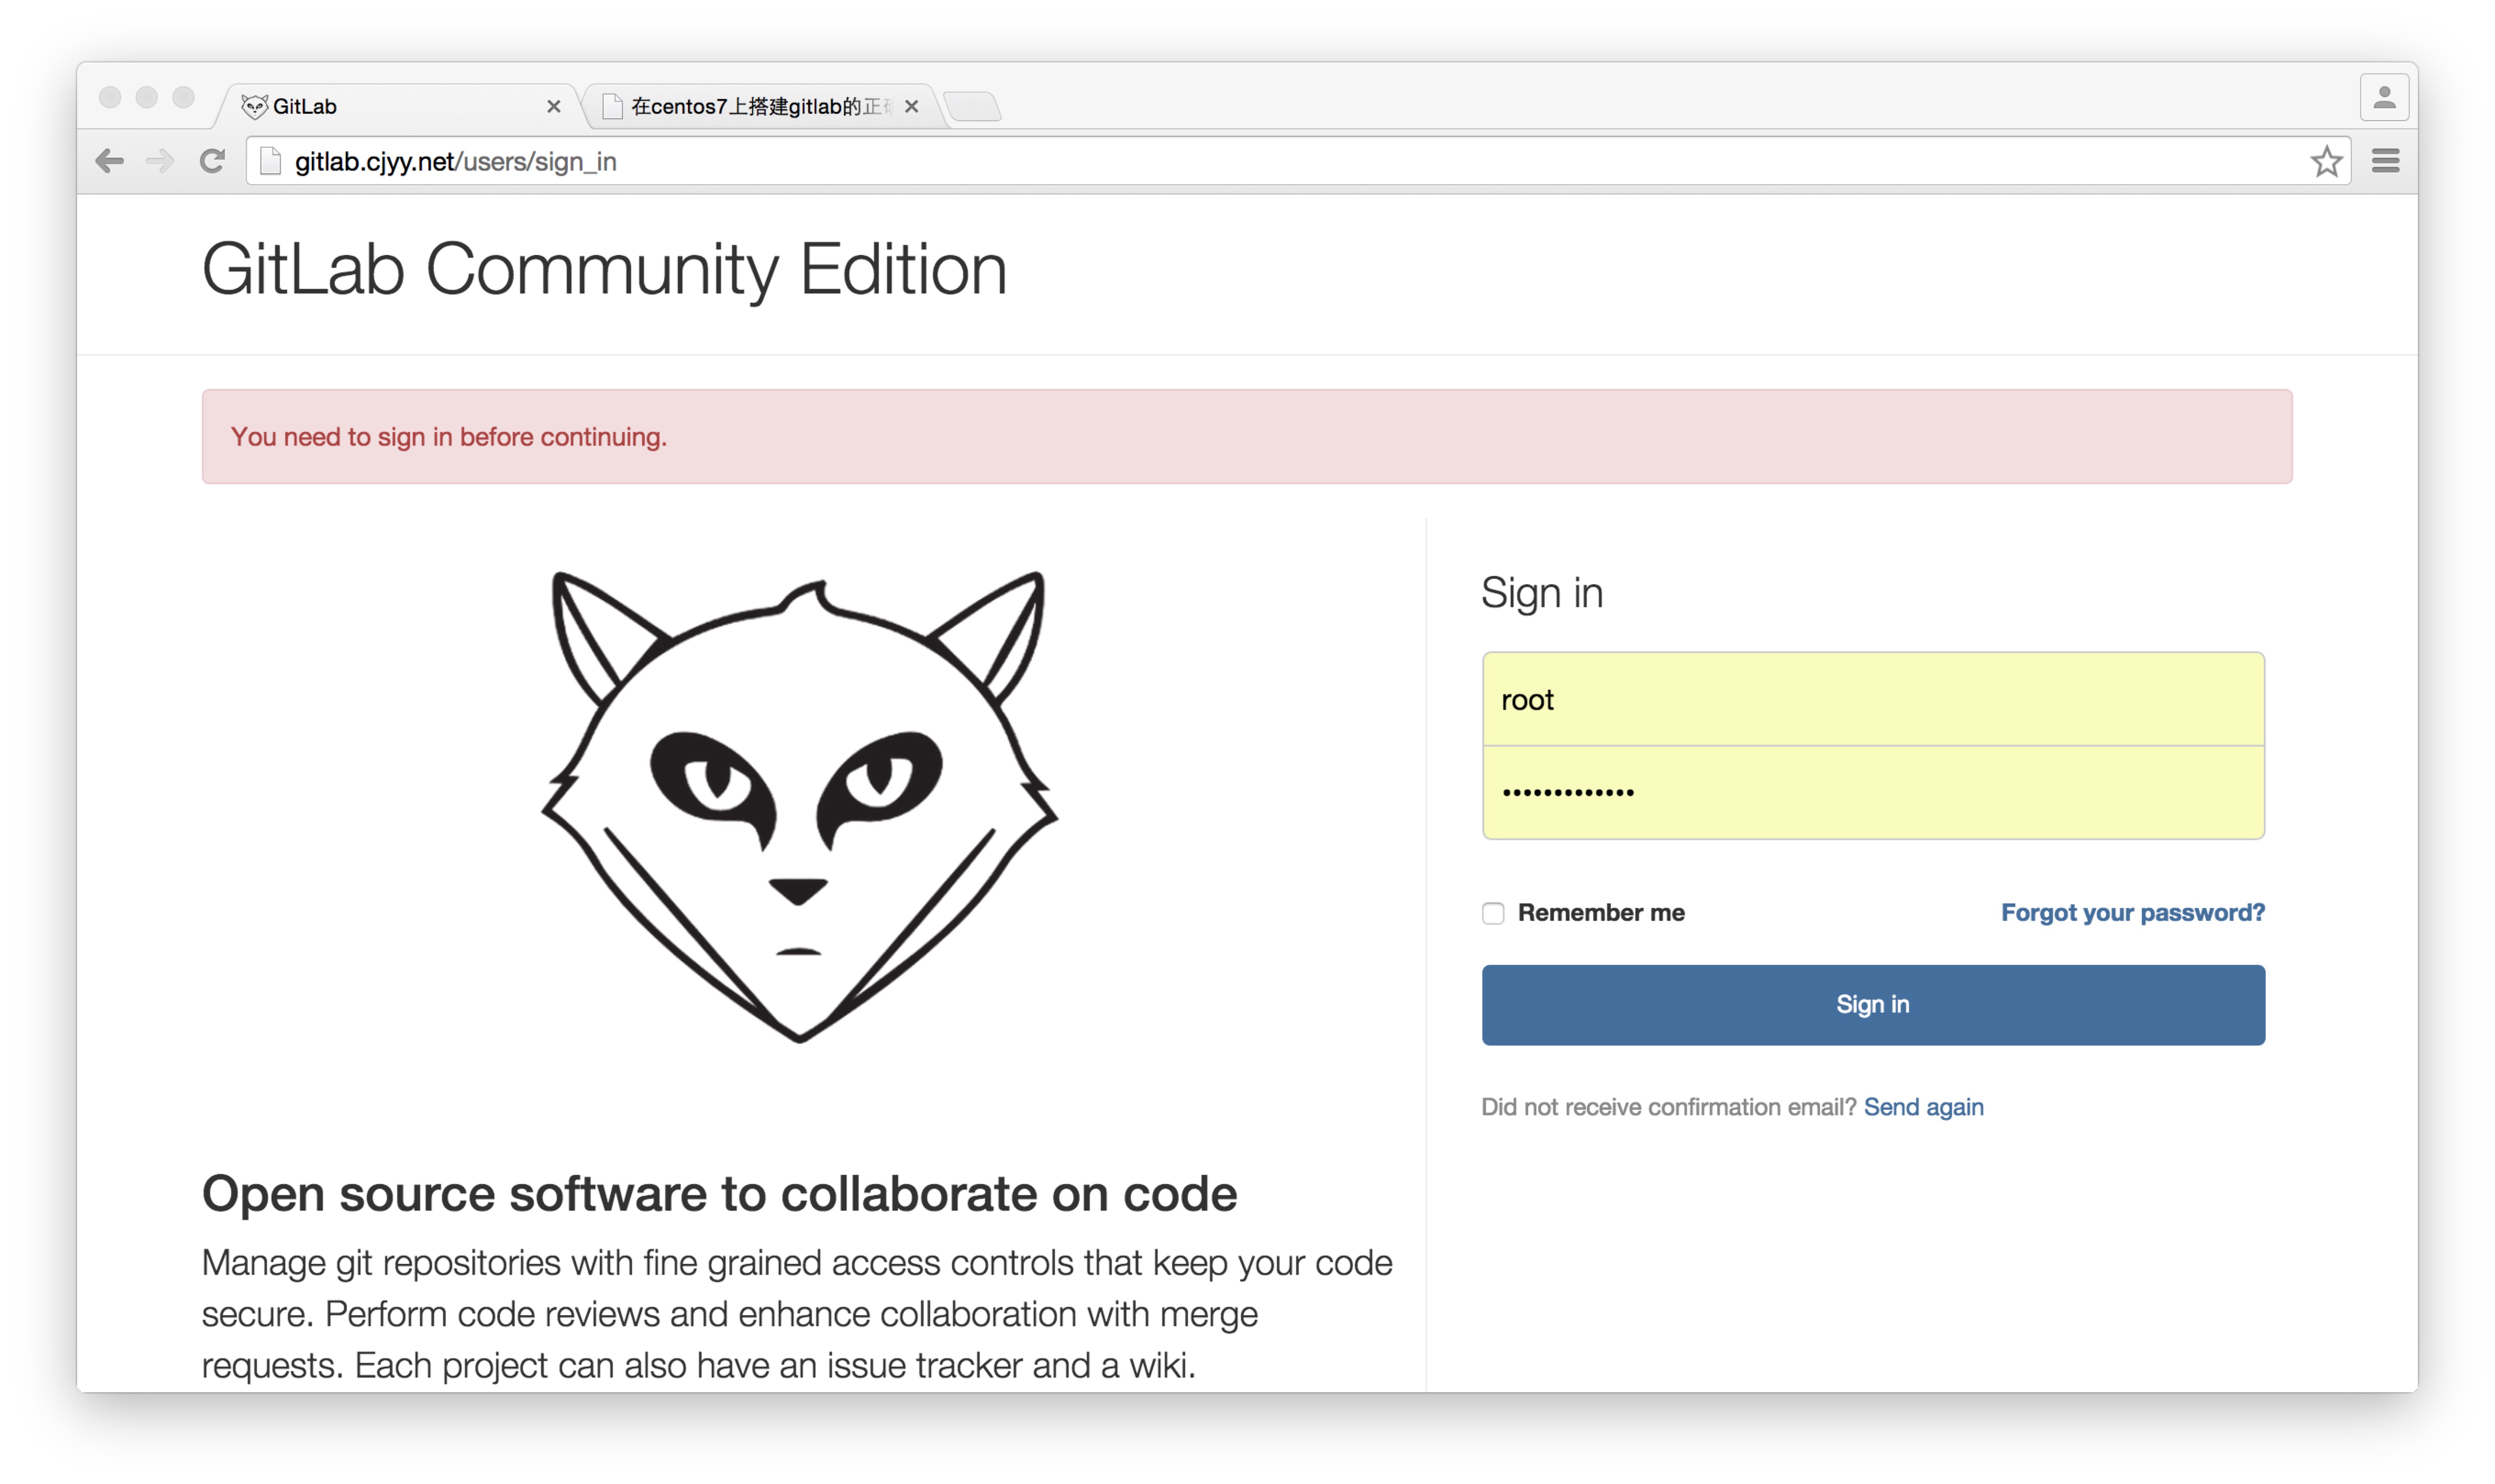 GitLab
在centos7上搭建gitlab的正
gitlab.cjyy.net/users/sign_in
GitLab Community Edition
You need to sign in before continuing.
Sign in
root
•••••••••••••
Remember me
Forgot your password?
Sign in
Did not receive confirmation email? Send again
Open source software to collaborate on code
Manage git repositories with fine grained access controls that keep your code
secure. Perform code reviews and enhance collaboration with merge
requests. Each project can also have an issue tracker and a wiki.